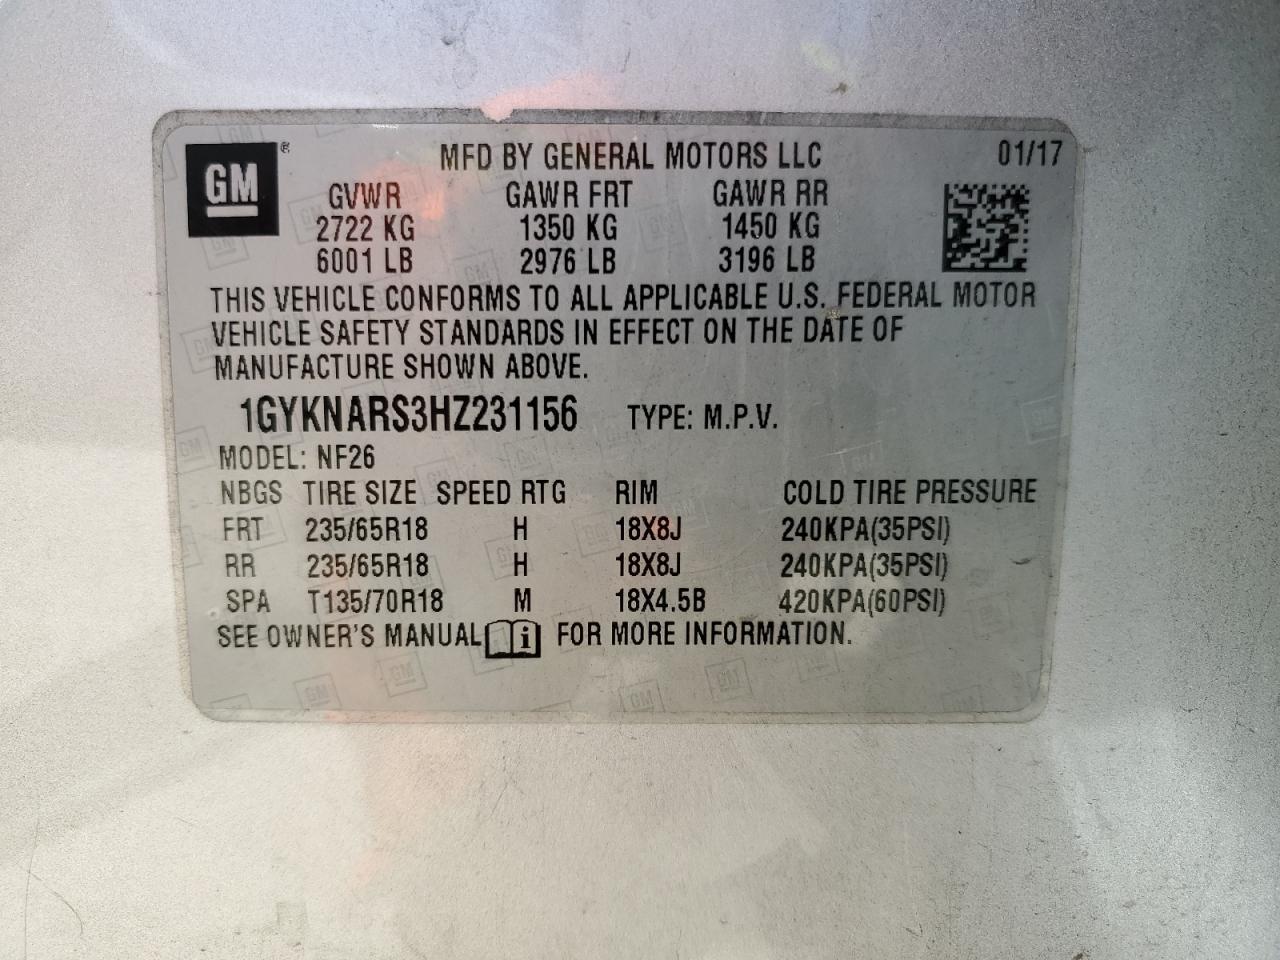 GM ® MFD BY GENERAL MOTORS LLC 01/17
GVWR GAWR FRT GAWR RR
2722 KG 1350 KG 1450 KG
6001 LB 2976 LB 3196 LB
THIS VEHICLE CONFORMS TO ALL APPLICABLE U.S. FEDERAL MOTOR
VEHICLE SAFETY STANDARDS IN EFFECT ON THE DATE OF
MANUFACTURE SHOWN ABOVE.
1GYKNARS3HZ231156 TYPE: M.P.V.
MODEL: NF26
NBGS TIRE SIZE SPEED RTG RIM COLD TIRE PRESSURE
FRT 235/65R18 H 18X8J 240KPA(35PSI)
RR 235/65R18 H 18X8J 240KPA(35PSI)
SPA T135/70R18 M 18X4.5B 420KPA(60PSI)
SEE OWNER'S MANUAL i FOR MORE INFORMATION.